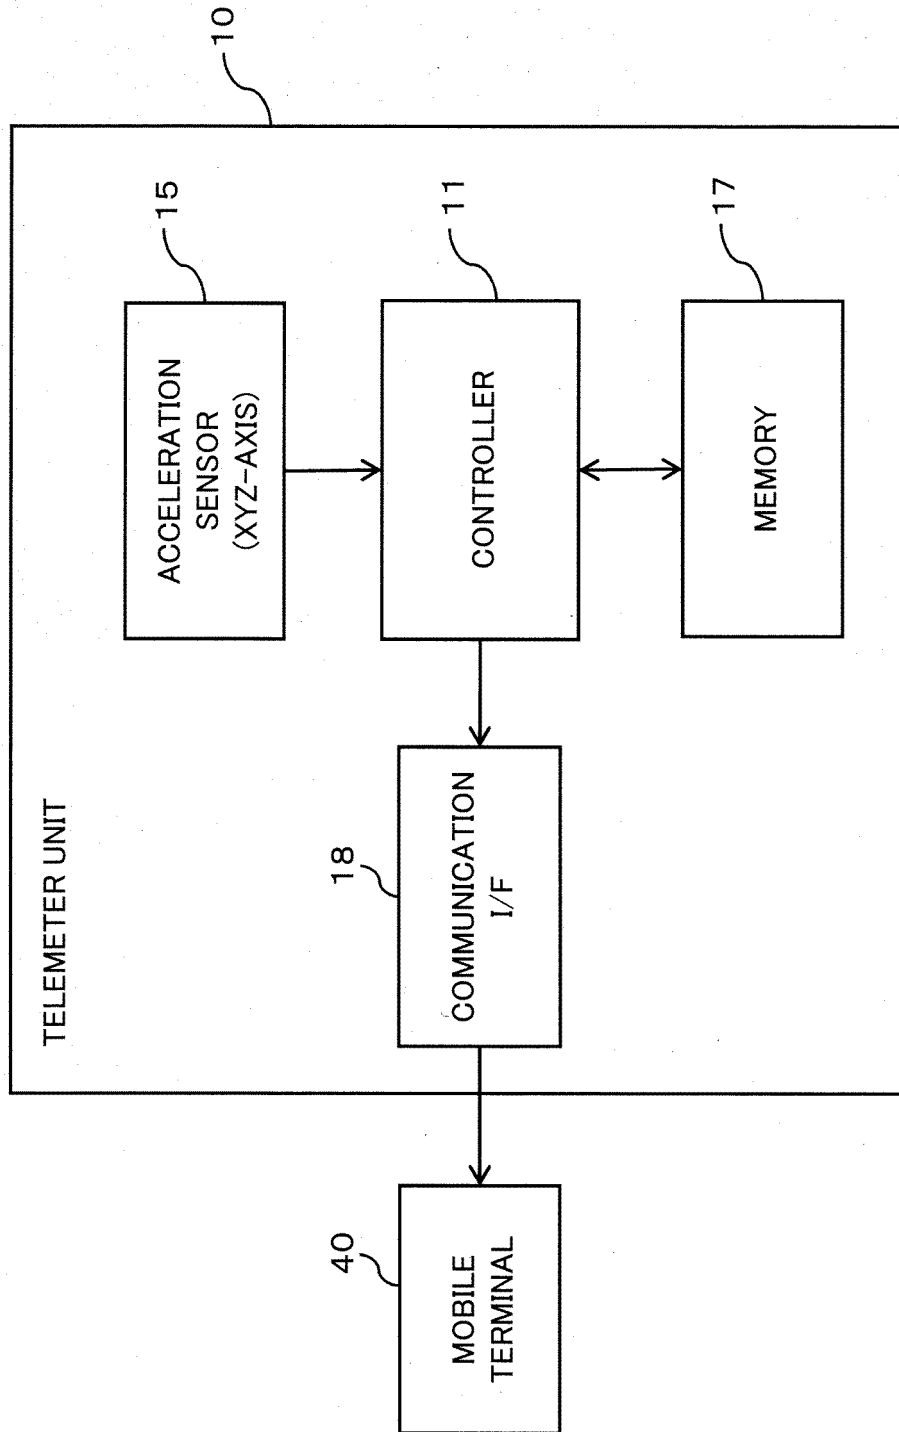 10
TELEMETER UNIT
15
ACCELERATION
SENSOR
(XYZ-AXIS)
40
MOBILE
TERMINAL
18
COMMUNICATION
I/F
11
CONTROLLER
17
MEMORY